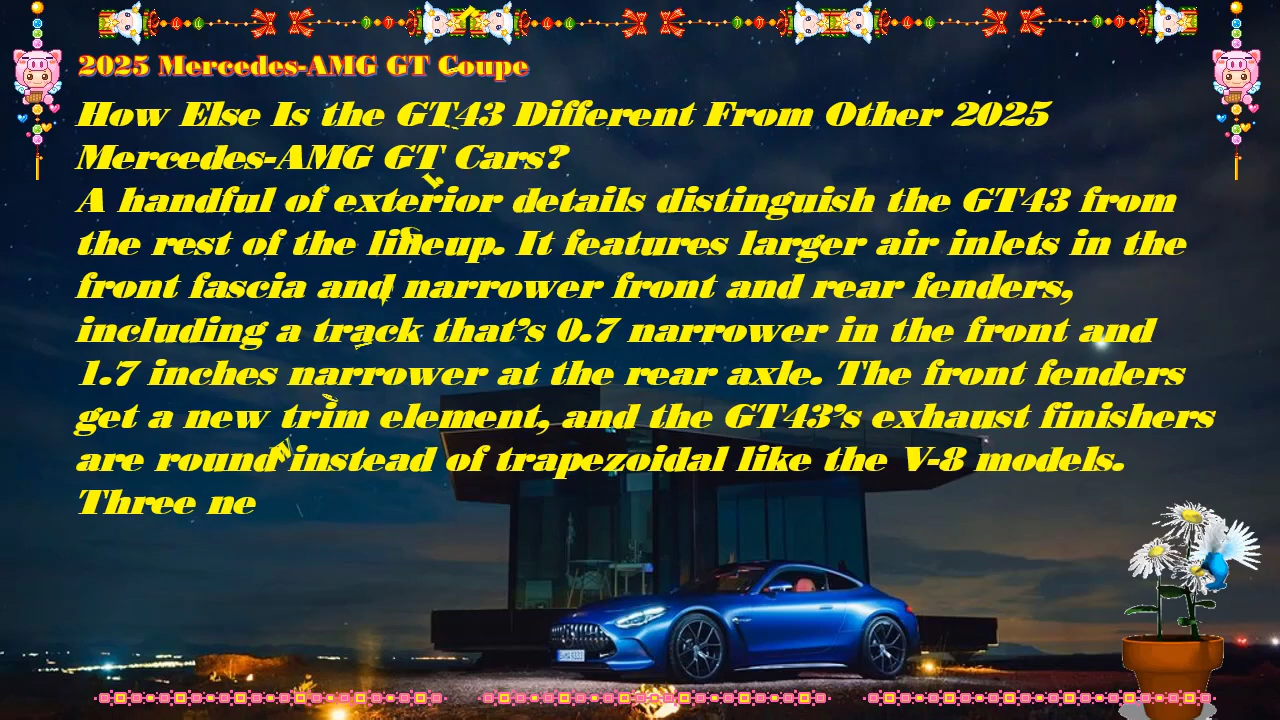 2025 Mercedes-AMG GT Coupe
How Else Is the GT43 Different From Other 2025
Mercedes-AMG GT Cars?
A handful of exterior details distinguish the GT43 from
the rest of the lineup. It features larger air inlets in the
front fascia and narrower front and rear fenders,
including a track that’s 0.7 narrower in the front and
1.7 inches narrower at the rear axle. The front fenders
get a new trim element, and the GT43’s exhaust finishers
are round instead of trapezoidal like the V-8 models.
Three ne